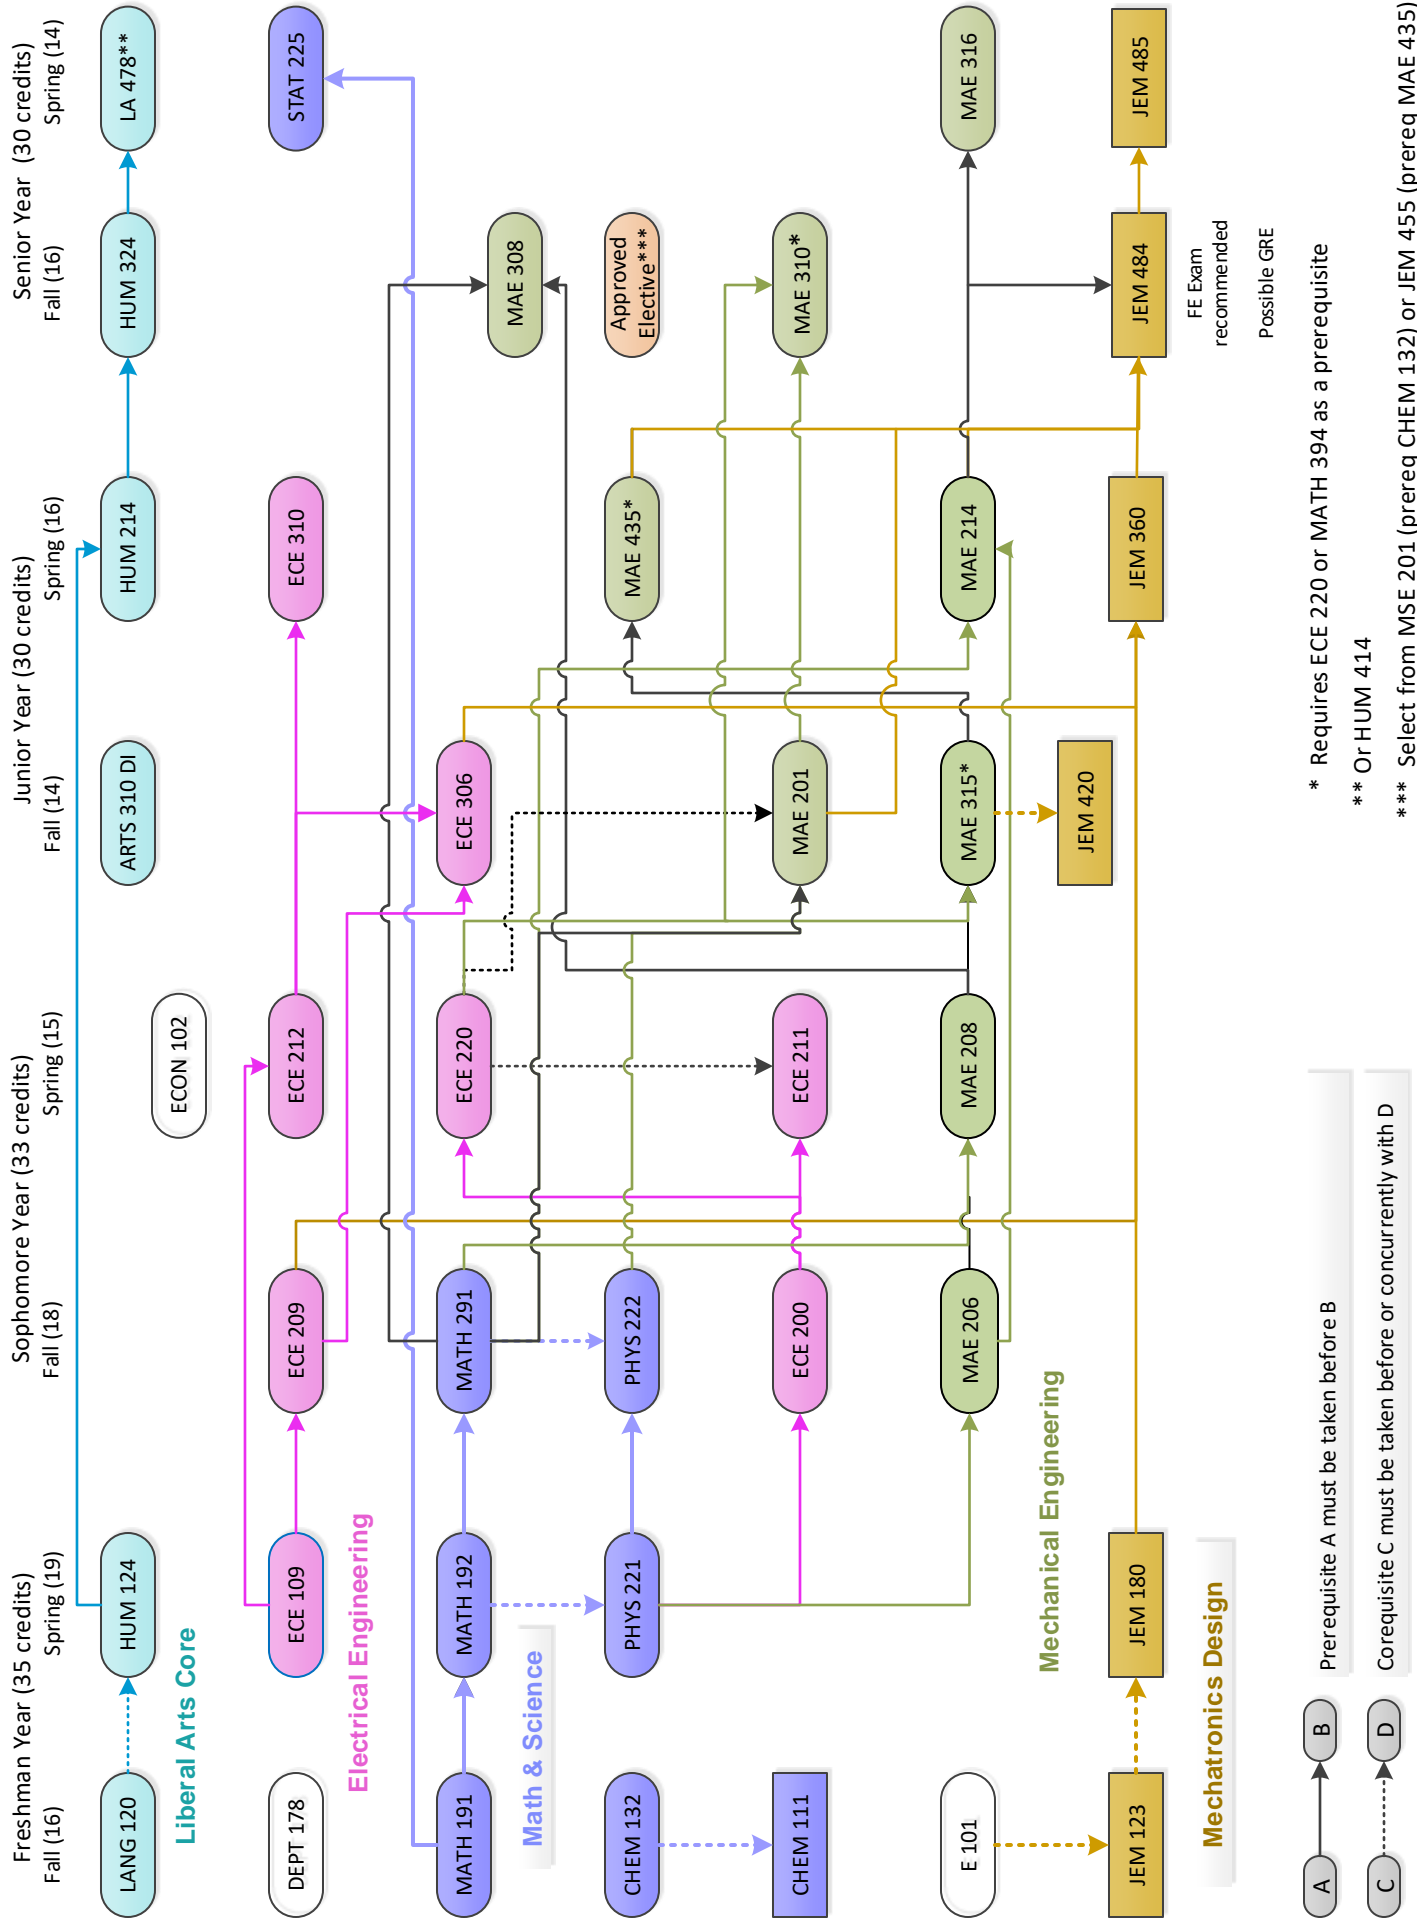 Freshman Year (35 credits)
Sophomore Year (33 credits)
Junior Year (30 credits)
Senior Year (30 credits)
Fall (16)
Spring (19)
Fall (18)
Spring (15)
Fall (14)
Spring (16)
Fall (16)
Spring (14)
LANG 120
HUM 124
ARTS 310 DI
HUM 214
HUM 324
LA 478**
Liberal Arts Core
ECON 102
DEPT 178
ECE 109
ECE 209
ECE 212
ECE 310
STAT 225
Electrical Engineering
MATH 191
MATH 192
MATH 291
ECE 220
ECE 306
MAE 308
Math & Science
CHEM 132
PHYS 221
PHYS 222
MAE 435*
Approved
Elective***
CHEM 111
ECE 200
ECE 211
MAE 201
MAE 310*
E 101
MAE 206
MAE 208
MAE 315*
MAE 214
MAE 316
Mechanical Engineering
JEM 420
JEM 123
JEM 180
JEM 360
JEM 484
JEM 485
Mechatronics Design
FE Exam
recommended
Possible GRE
A
B
Prerequisite A must be taken before B
C
D
Corequisite C must be taken before or concurrently with D
* Requires ECE 220 or MATH 394 as a prerequisite
** Or HUM 414
*** Select from MSE 201 (prereq CHEM 132) or JEM 455 (prereq MAE 435)